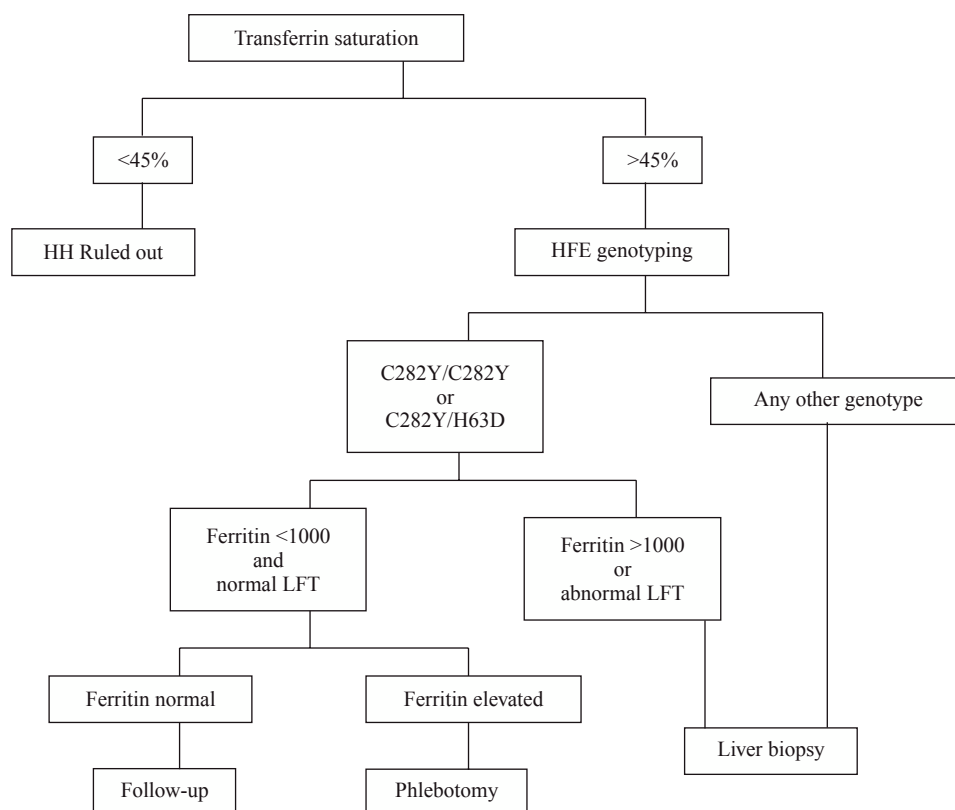 Transferrin saturation
<45%
>45%
HH Ruled out
HFE genotyping
C282Y/C282Y
or
C282Y/H63D
Any other genotype
Ferritin <1000
and
normal LFT
Ferritin >1000
or
abnormal LFT
Ferritin normal
Ferritin elevated
Liver biopsy
Follow-up
Phlebotomy